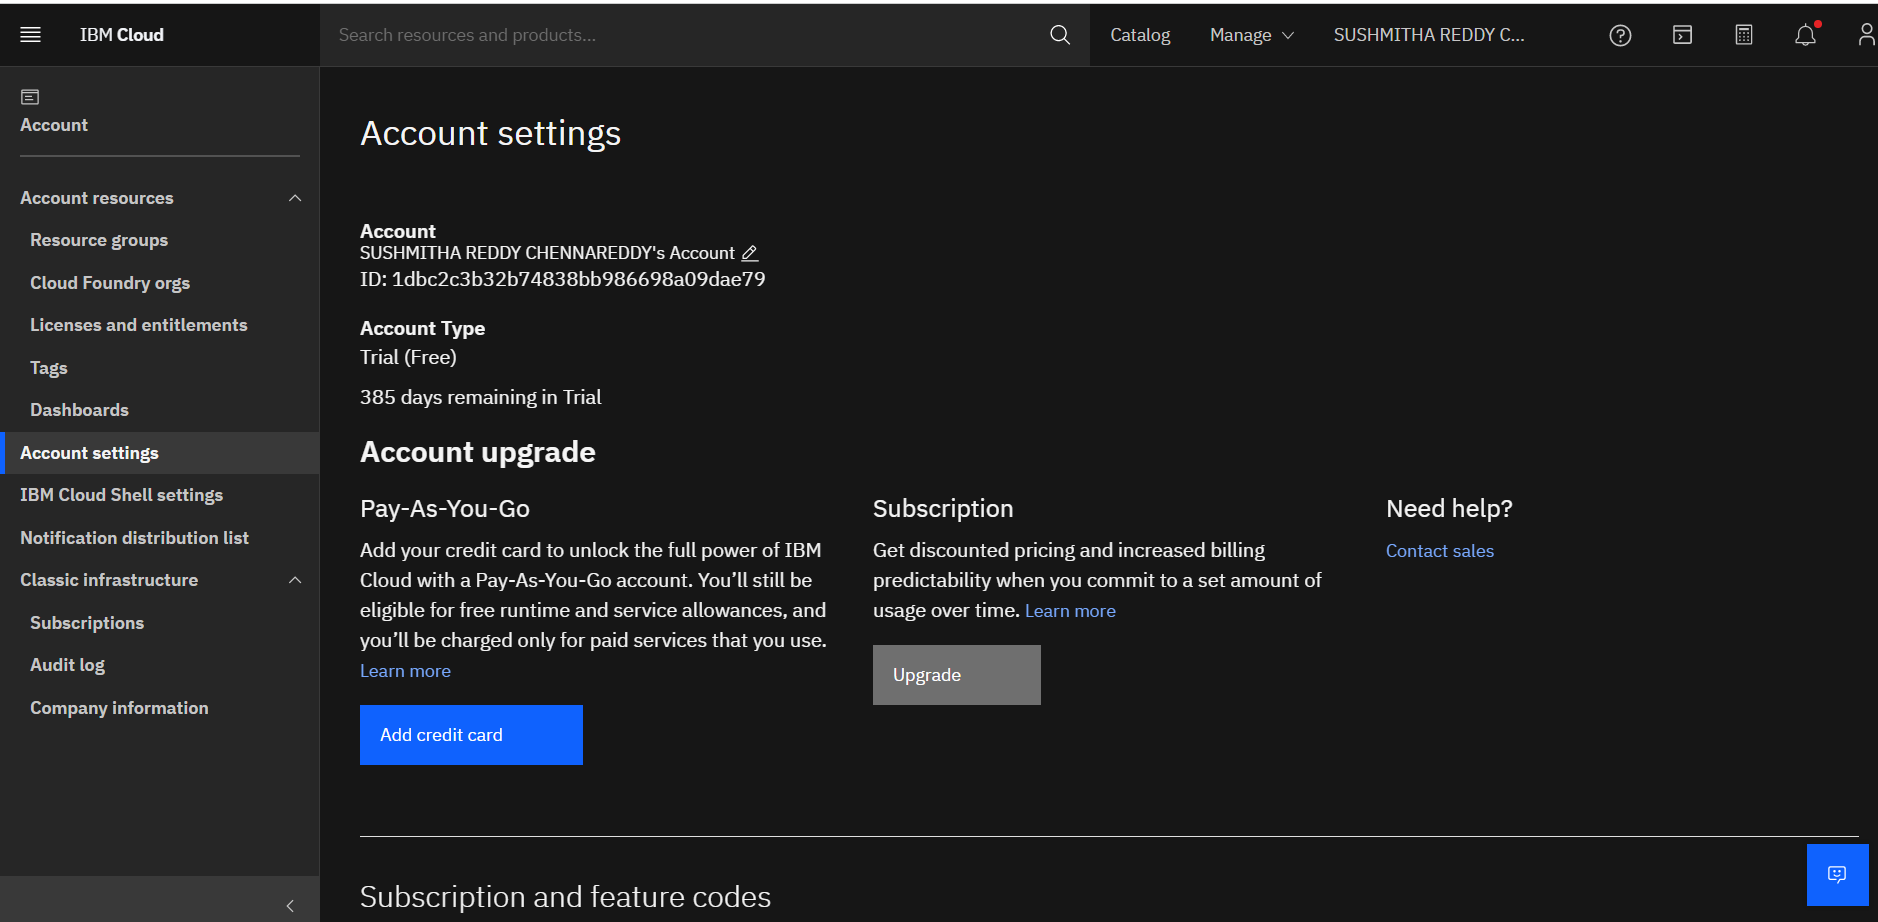 IBM Cloud
Search resources and products...
Catalog
Manage
SUSHMITHA REDDY C...
Account
Account resources
Resource groups
Cloud Foundry orgs
Licenses and entitlements
Tags
Dashboards
Account settings
IBM Cloud Shell settings
Notification distribution list
Classic infrastructure
Subscriptions
Audit log
Company information
Account settings
Account
SUSHMITHA REDDY CHENNAREDDY's Account
ID: 1dbc2c3b32b74838bb986698a09dae79
Account Type
Trial (Free)
385 days remaining in Trial
Account upgrade
Pay-As-You-Go
Add your credit card to unlock the full power of IBM
Cloud with a Pay-As-You-Go account. You’ll still be
eligible for free runtime and service allowances, and
you’ll be charged only for paid services that you use.
Learn more
Add credit card
Subscription
Get discounted pricing and increased billing
predictability when you commit to a set amount of
usage over time. Learn more
Upgrade
Need help?
Contact sales
Subscription and feature codes